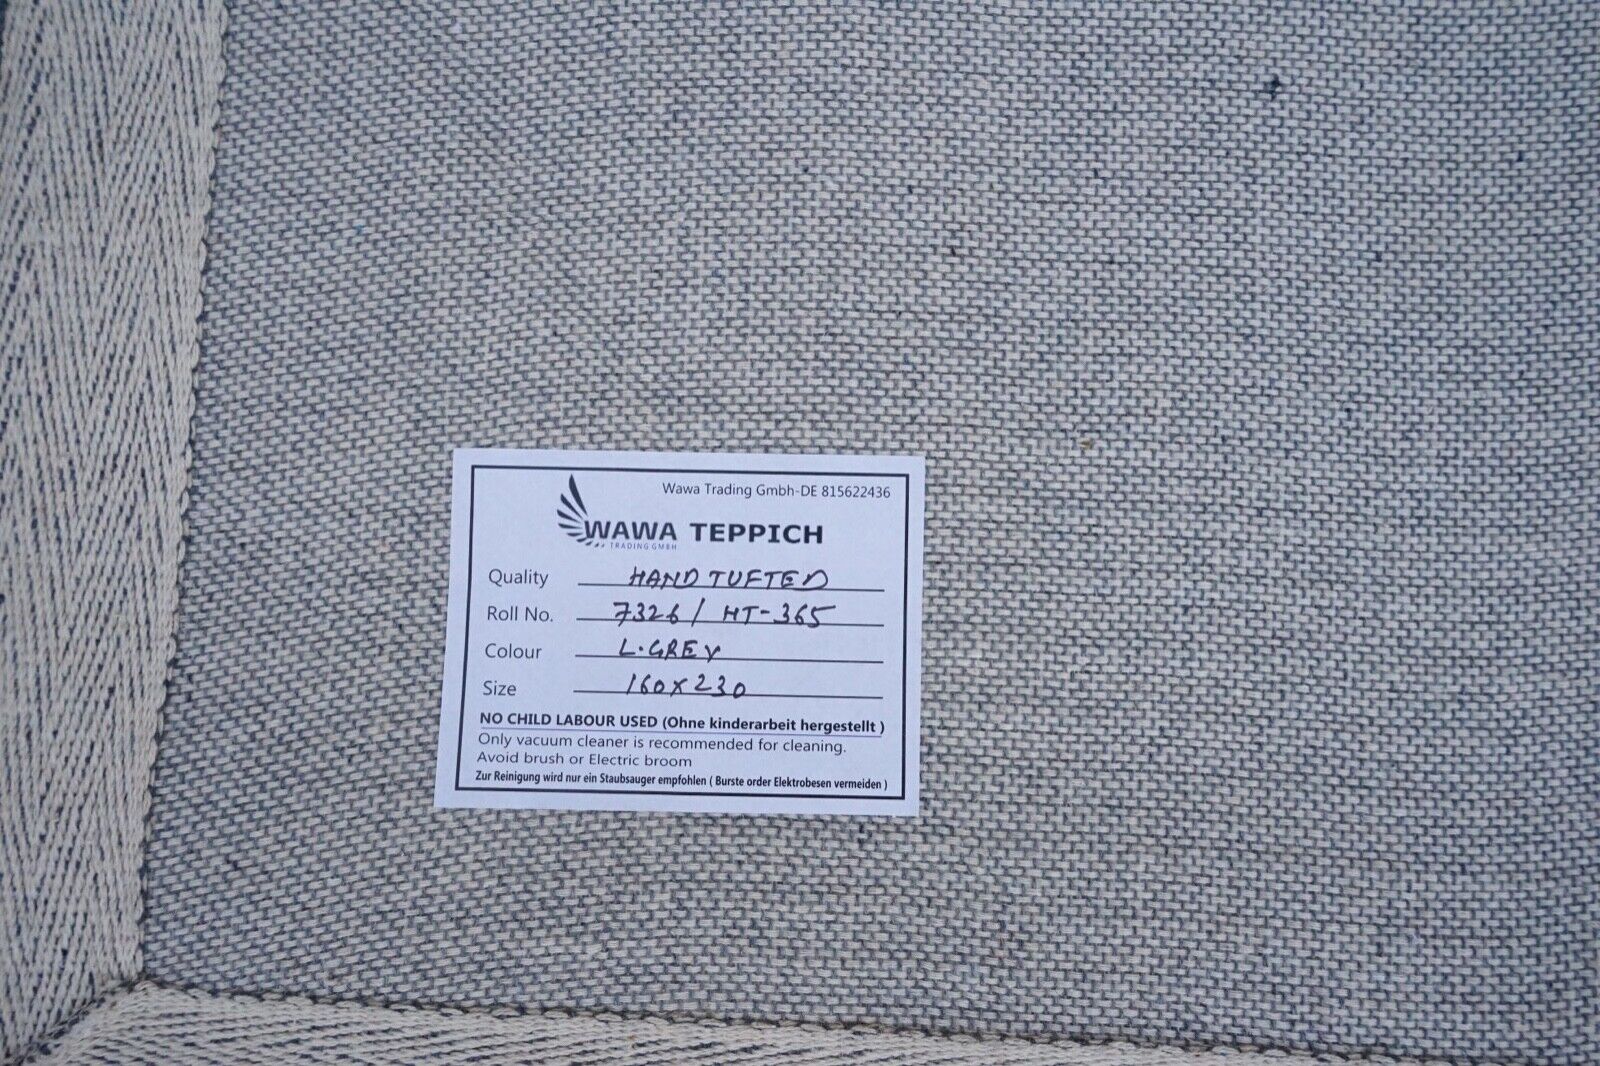 Wawa Trading Gmbh-DE 815622436
WAWA TEPPICH
TRADING GMBH
Quality HAND TUFTED
Roll No. 7326 / HT-365
Colour L.GREY
Size 160X230
NO CHILD LABOUR USED (Ohne kinderarbeit hergestellt )
Only vacuum cleaner is recommended for cleaning.
Avoid brush or Electric broom
Zur Reinigung wird nur ein Staubsauger empfohlen ( Burste order Elektrobesen vermeiden )